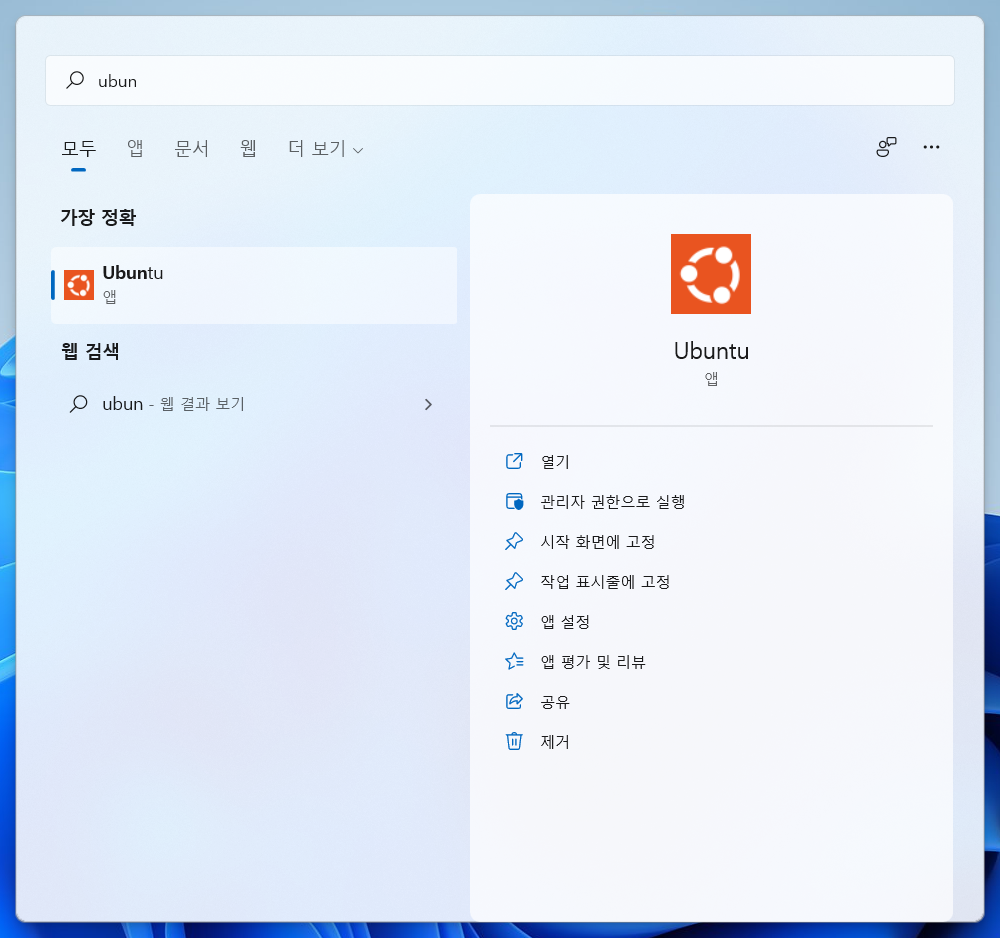 ubun
모두 앱 문서 웹 더 보기
가장 정확
Ubuntu
앱
웹 검색
ubun - 웹 결과 보기
Ubuntu
앱
열기
관리자 권한으로 실행
시작 화면에 고정
작업 표시줄에 고정
앱 설정
앱 평가 및 리뷰
공유
제거